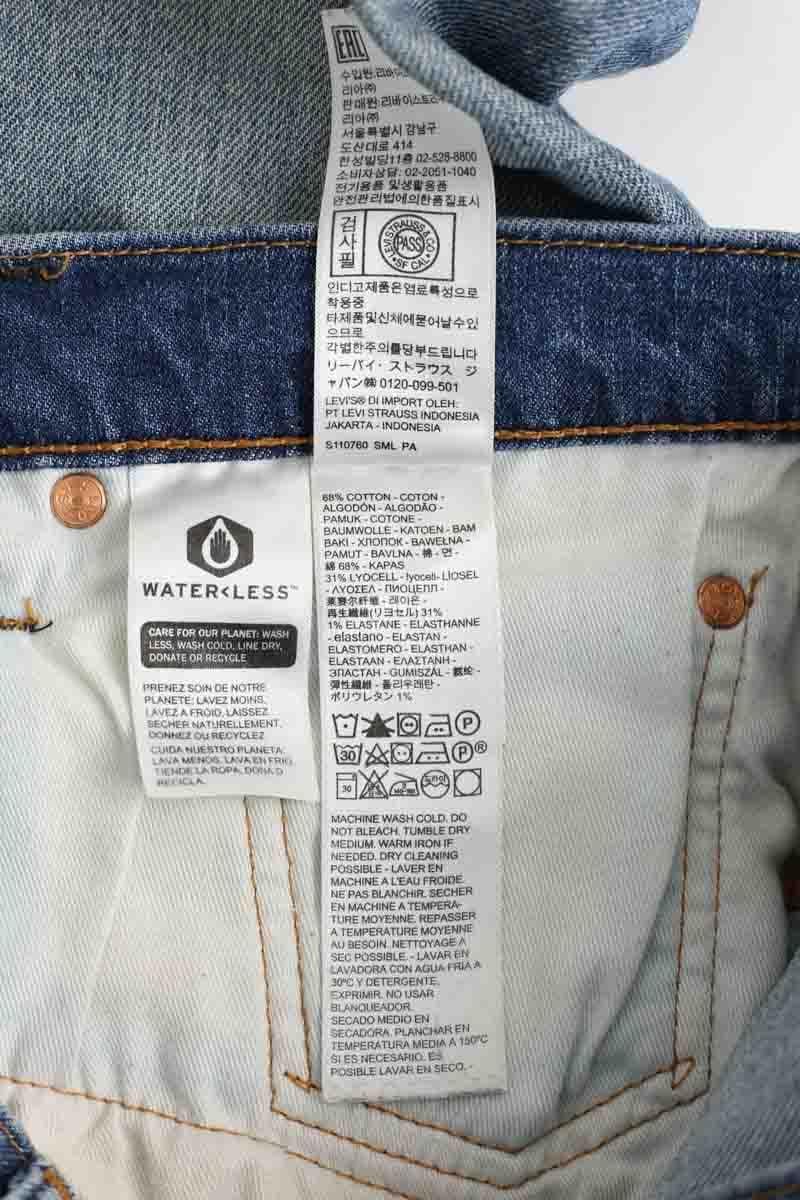 EAC
수입원:리바이
리아㈜
판매원:리바이스트라우
리아㈜
서울특별시 강남구
도산대로 414
한성빌딩11층 02-528-8800
소비자상담: 02-2051-1040
전기용품 및생활용품
안전관리법에의한품질표시
검사필
LEVI STRAUSS & CO
PASS
SF CAL
인디고제품은염료특성으로
착용중
타제품및신체에묻어날수있
으므로
각별한주의를당부드립니다
リーバイ・ストラウス ジ
ャパン㈱ 0120-099-501
LEVI'S® DI IMPORT OLEH:
PT LEVI STRAUSS INDONESIA
JAKARTA - INDONESIA
S110760 SML PA
WATER<LESS™
CARE FOR OUR PLANET: WASH
LESS, WASH COLD, LINE DRY,
DONATE OR RECYCLE
PRENEZ SOIN DE NOTRE
PLANETE: LAVEZ MOINS,
LAVEZ A FROID, LAISSEZ
SECHER NATURELLEMENT,
DONNEZ OU RECYCLEZ
CUIDA NUESTRO PLANETA:
LAVA MENOS, LAVA EN FRIO,
TIENDE LA ROPA, DONA O
RECICLA.
68% COTTON - COTON -
ALGODÓN - ALGODÃO -
PAMUK - COTONE -
BAUMWOLLE - KATOEN - BAM
BAKI - ХЛОПОК - BAWEŁNA -
PAMUT - BAVLNA - 棉 - 면 -
綿 68% - KAPAS
31% LYOCELL - lyocell- LİOSEL
- ΛΥΟΣΕΛ - ЛИОЦЕЛЛ -
莱赛尔纤维 - 레이온 -
再生繊維(リヨセル) 31%
1% ELASTANE - ELASTHANNE
- elastano - ELASTAN -
ELASTOMERO - ELASTHAN -
ELASTAAN - ΕΛΑΣΤΑΝΗ -
ЭЛАСТАН - GUMISZÁL - 氨纶 -
弾性繊維 - 폴리우레탄 -
ポリウレタン 1%
P
30 P®
30
MACHINE WASH COLD. DO
NOT BLEACH. TUMBLE DRY
MEDIUM. WARM IRON IF
NEEDED. DRY CLEANING
POSSIBLE - LAVER EN
MACHINE A L'EAU FROIDE.
NE PAS BLANCHIR. SECHER
EN MACHINE A TEMPERA-
TURE MOYENNE. REPASSER
A TEMPERATURE MOYENNE
AU BESOIN. NETTOYAGE A
SEC POSSIBLE. - LAVAR EN
LAVADORA CON AGUA FRIA A
30ºC Y DETERGENTE.
EXPRIMIR. NO USAR
BLANQUEADOR.
SECADO MEDIO EN
SECADORA. PLANCHAR EN
TEMPERATURA MEDIA A 150ºC
SI ES NECESARIO. ES
POSIBLE LAVAR EN SECO. -